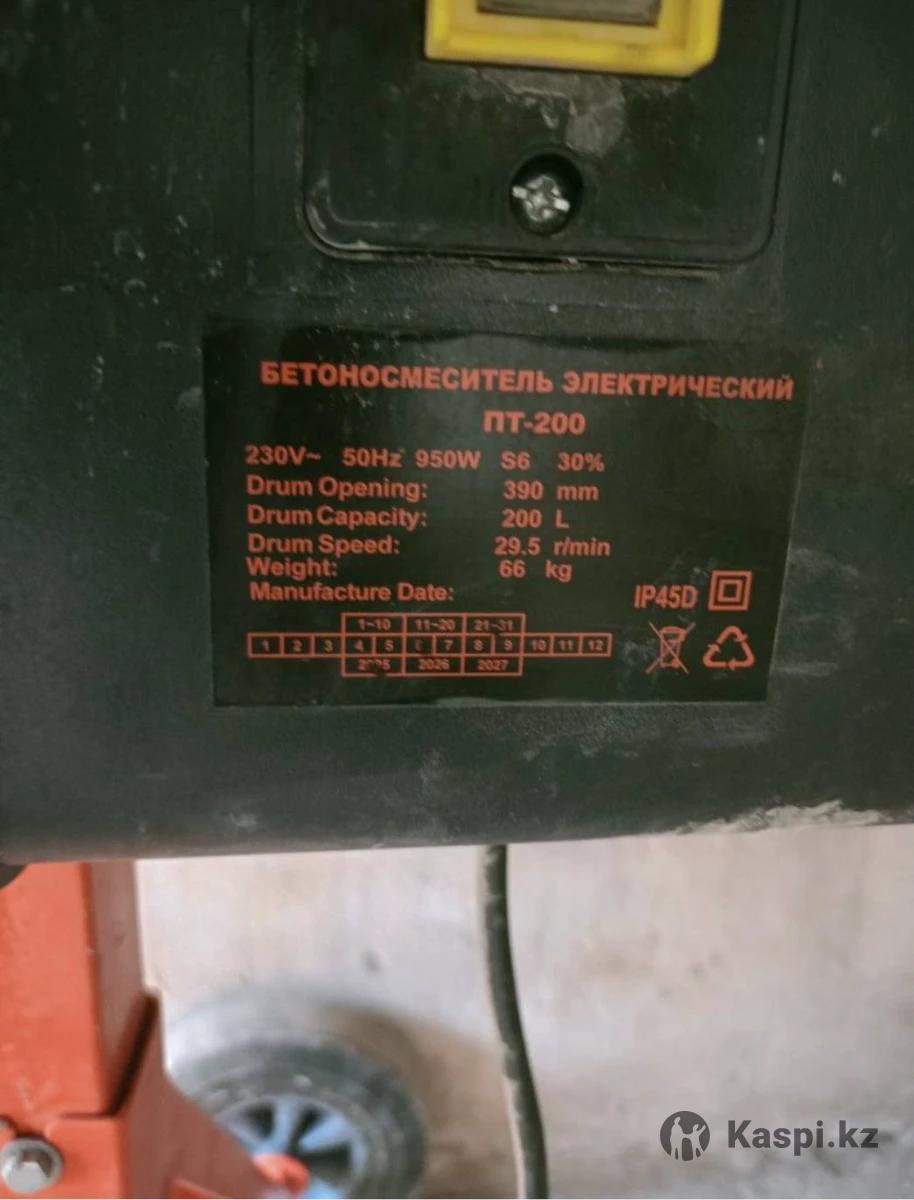 БЕТОНОСМЕСИТЕЛЬ ЭЛЕКТРИЧЕСКИЙ
ПТ-200
230V~ 50Hz 950W S6 30%
Drum Opening: 390 mm
Drum Capacity: 200 L
Drum Speed: 29.5 r/min
Weight: 66 kg
Manufacture Date:
IP45D
1~10 11~20 21~31
1 2 3 4 5 6 7 8 9 10 11 12
2026 2027
Kaspi.kz